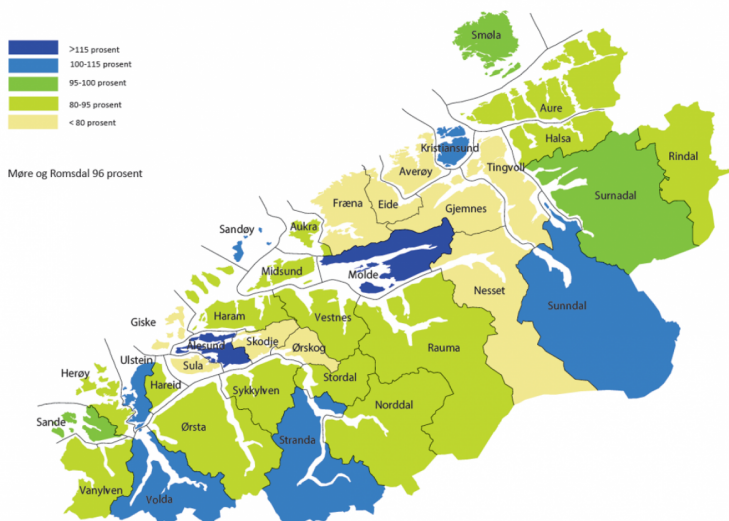 >115 prosent
100-115 prosent
95-100 prosent
80-95 prosent
< 80 prosent
Møre og Romsdal 96 prosent
Smøla
Aure
Halsa
Rindal
Kristiansund
Averøy
Tingvoll
Surnadal
Fræna
Eide
Gjemnes
Sandøy
Aukra
Midsund
Molde
Nesset
Sunndal
Giske
Haram
Vestnes
Ålesund
Skodje
Ørskog
Rauma
Ulstein
Sula
Herøy
Hareid
Sykkylven
Stordal
Norddal
Sande
Ørsta
Stranda
Vanylven
Volda